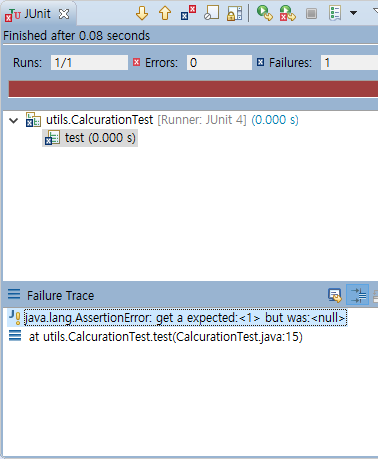 JUnit
Finished after 0.08 seconds
Runs: 1/1 Errors: 0 Failures: 1
utils.CalcurationTest [Runner: JUnit 4] (0.000 s)
test (0.000 s)
Failure Trace
java.lang.AssertionError: get a expected:<1> but was:<null>
at utils.CalcurationTest.test(CalcurationTest.java:15)